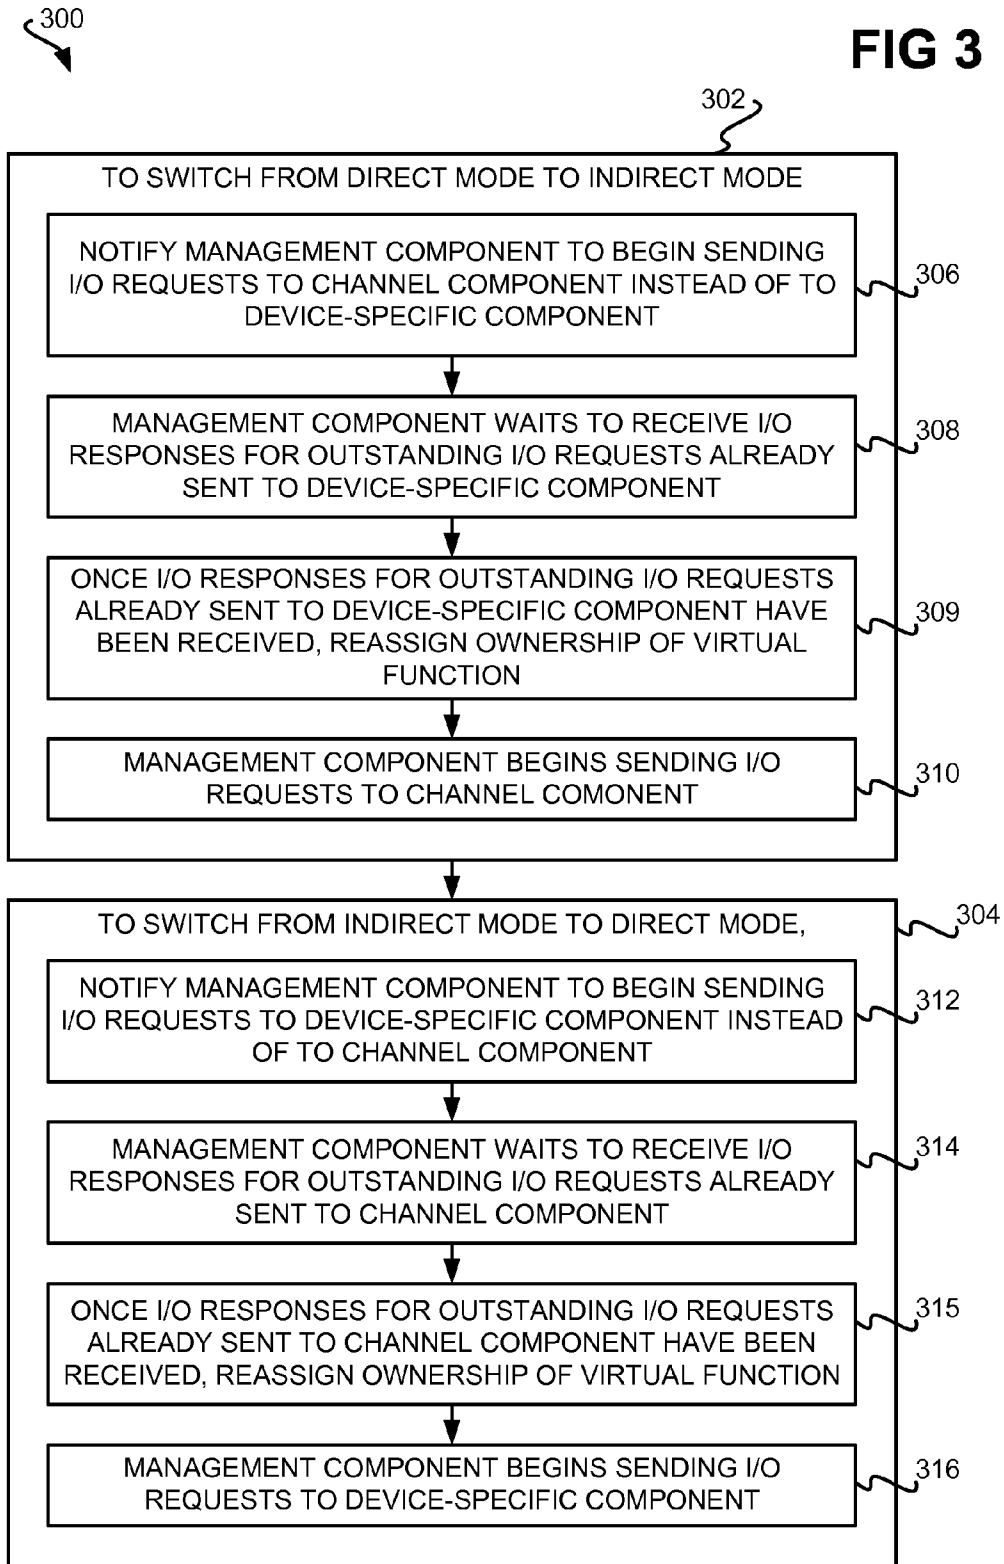 300
FIG 3
302
TO SWITCH FROM DIRECT MODE TO INDIRECT MODE
NOTIFY MANAGEMENT COMPONENT TO BEGIN SENDING
I/O REQUESTS TO CHANNEL COMPONENT INSTEAD OF TO
DEVICE-SPECIFIC COMPONENT
306
MANAGEMENT COMPONENT WAITS TO RECEIVE I/O
RESPONSES FOR OUTSTANDING I/O REQUESTS ALREADY
SENT TO DEVICE-SPECIFIC COMPONENT
308
ONCE I/O RESPONSES FOR OUTSTANDING I/O REQUESTS
ALREADY SENT TO DEVICE-SPECIFIC COMPONENT HAVE
BEEN RECEIVED, REASSIGN OWNERSHIP OF VIRTUAL
FUNCTION
309
MANAGEMENT COMPONENT BEGINS SENDING I/O
REQUESTS TO CHANNEL COMONENT
310
TO SWITCH FROM INDIRECT MODE TO DIRECT MODE,
304
NOTIFY MANAGEMENT COMPONENT TO BEGIN SENDING
I/O REQUESTS TO DEVICE-SPECIFIC COMPONENT INSTEAD
OF TO CHANNEL COMPONENT
312
MANAGEMENT COMPONENT WAITS TO RECEIVE I/O
RESPONSES FOR OUTSTANDING I/O REQUESTS ALREADY
SENT TO CHANNEL COMPONENT
314
ONCE I/O RESPONSES FOR OUTSTANDING I/O REQUESTS
ALREADY SENT TO CHANNEL COMPONENT HAVE BEEN
RECEIVED, REASSIGN OWNERSHIP OF VIRTUAL FUNCTION
315
MANAGEMENT COMPONENT BEGINS SENDING I/O
REQUESTS TO DEVICE-SPECIFIC COMPONENT
316